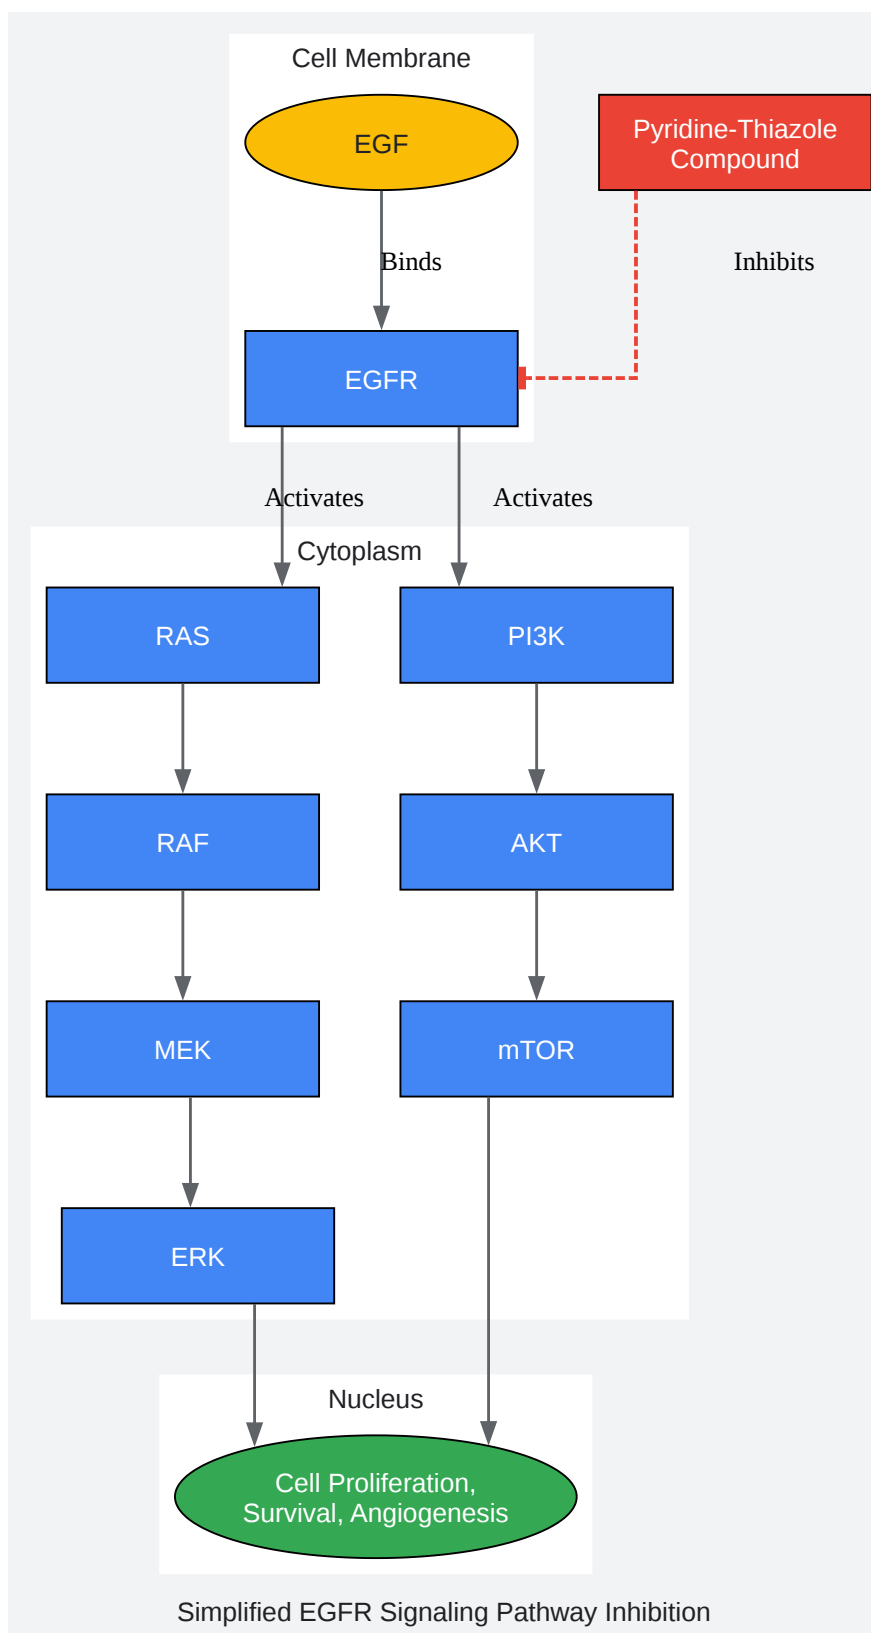 Cell Membrane
EGF
Pyridine-Thiazole
Compound
Binds
Inhibits
EGFR
Activates
Activates
Cytoplasm
RAS
PI3K
RAF
AKT
MEK
mTOR
ERK
Nucleus
Cell Proliferation,
Survival, Angiogenesis
Simplified EGFR Signaling Pathway Inhibition